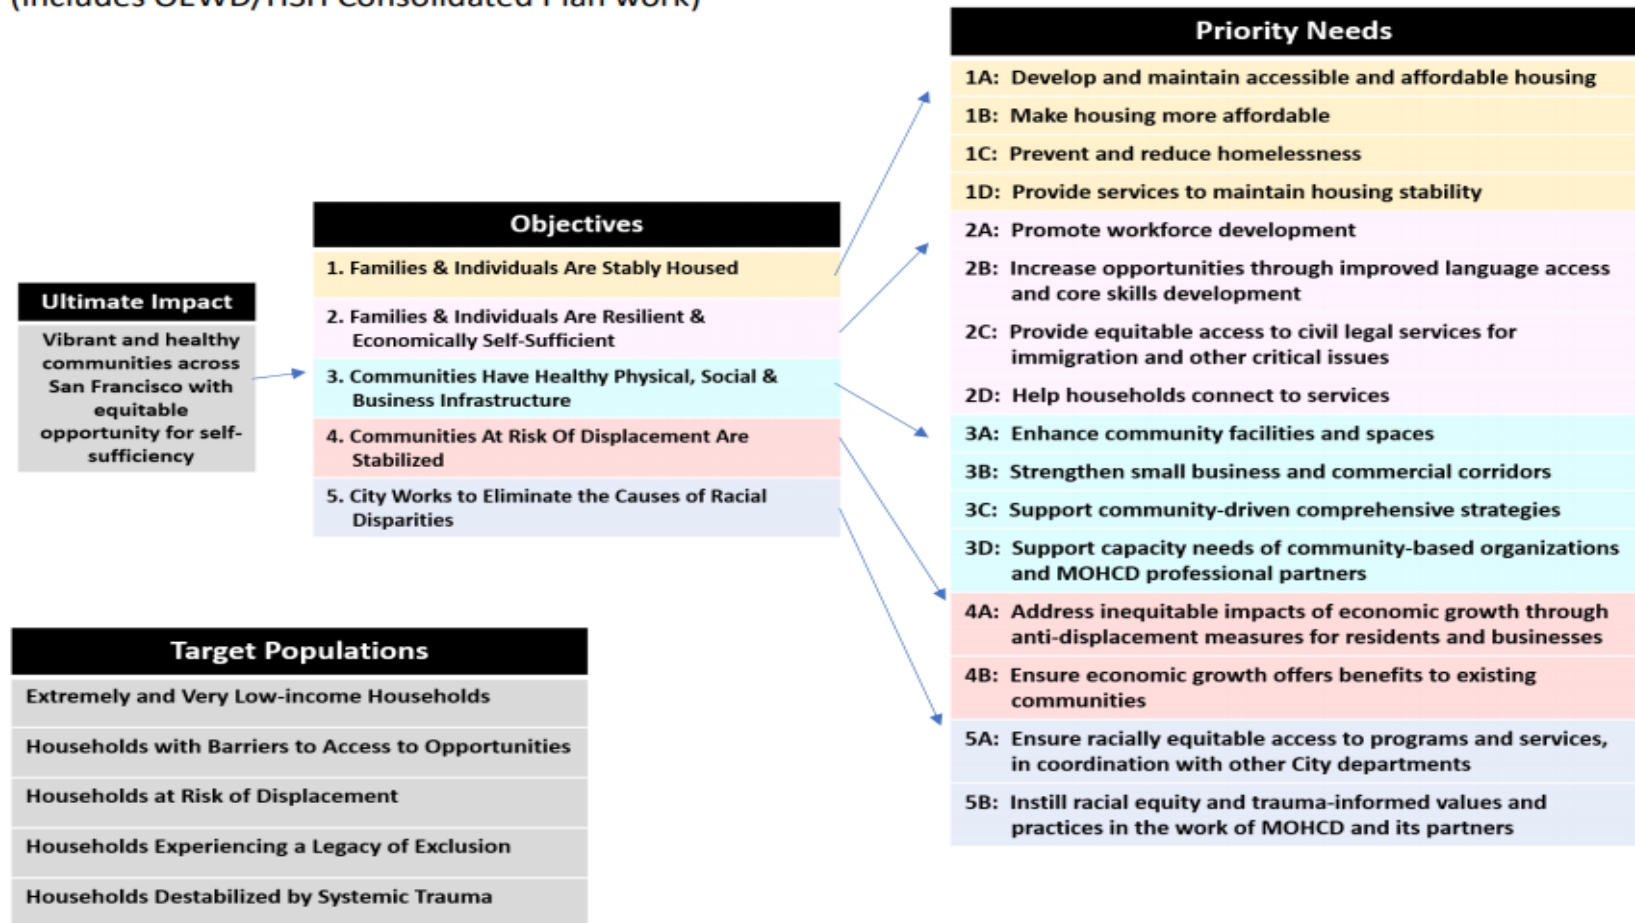 (includes OEWD/HSH Consolidated Plan work)
Ultimate Impact
Vibrant and healthy
communities across
San Francisco with
equitable
opportunity for self-
sufficiency
Objectives
1. Families & Individuals Are Stably Housed
2. Families & Individuals Are Resilient &
Economically Self-Sufficient
3. Communities Have Healthy Physical, Social &
Business Infrastructure
4. Communities At Risk Of Displacement Are
Stabilized
5. City Works to Eliminate the Causes of Racial
Disparities
Priority Needs
1A: Develop and maintain accessible and affordable housing
1B: Make housing more affordable
1C: Prevent and reduce homelessness
1D: Provide services to maintain housing stability
2A: Promote workforce development
2B: Increase opportunities through improved language access
and core skills development
2C: Provide equitable access to civil legal services for
immigration and other critical issues
2D: Help households connect to services
3A: Enhance community facilities and spaces
3B: Strengthen small business and commercial corridors
3C: Support community-driven comprehensive strategies
3D: Support capacity needs of community-based organizations
and MOHCD professional partners
4A: Address inequitable impacts of economic growth through
anti-displacement measures for residents and businesses
4B: Ensure economic growth offers benefits to existing
communities
5A: Ensure racially equitable access to programs and services,
in coordination with other City departments
5B: Instill racial equity and trauma-informed values and
practices in the work of MOHCD and its partners
Target Populations
Extremely and Very Low-income Households
Households with Barriers to Access to Opportunities
Households at Risk of Displacement
Households Experiencing a Legacy of Exclusion
Households Destabilized by Systemic Trauma